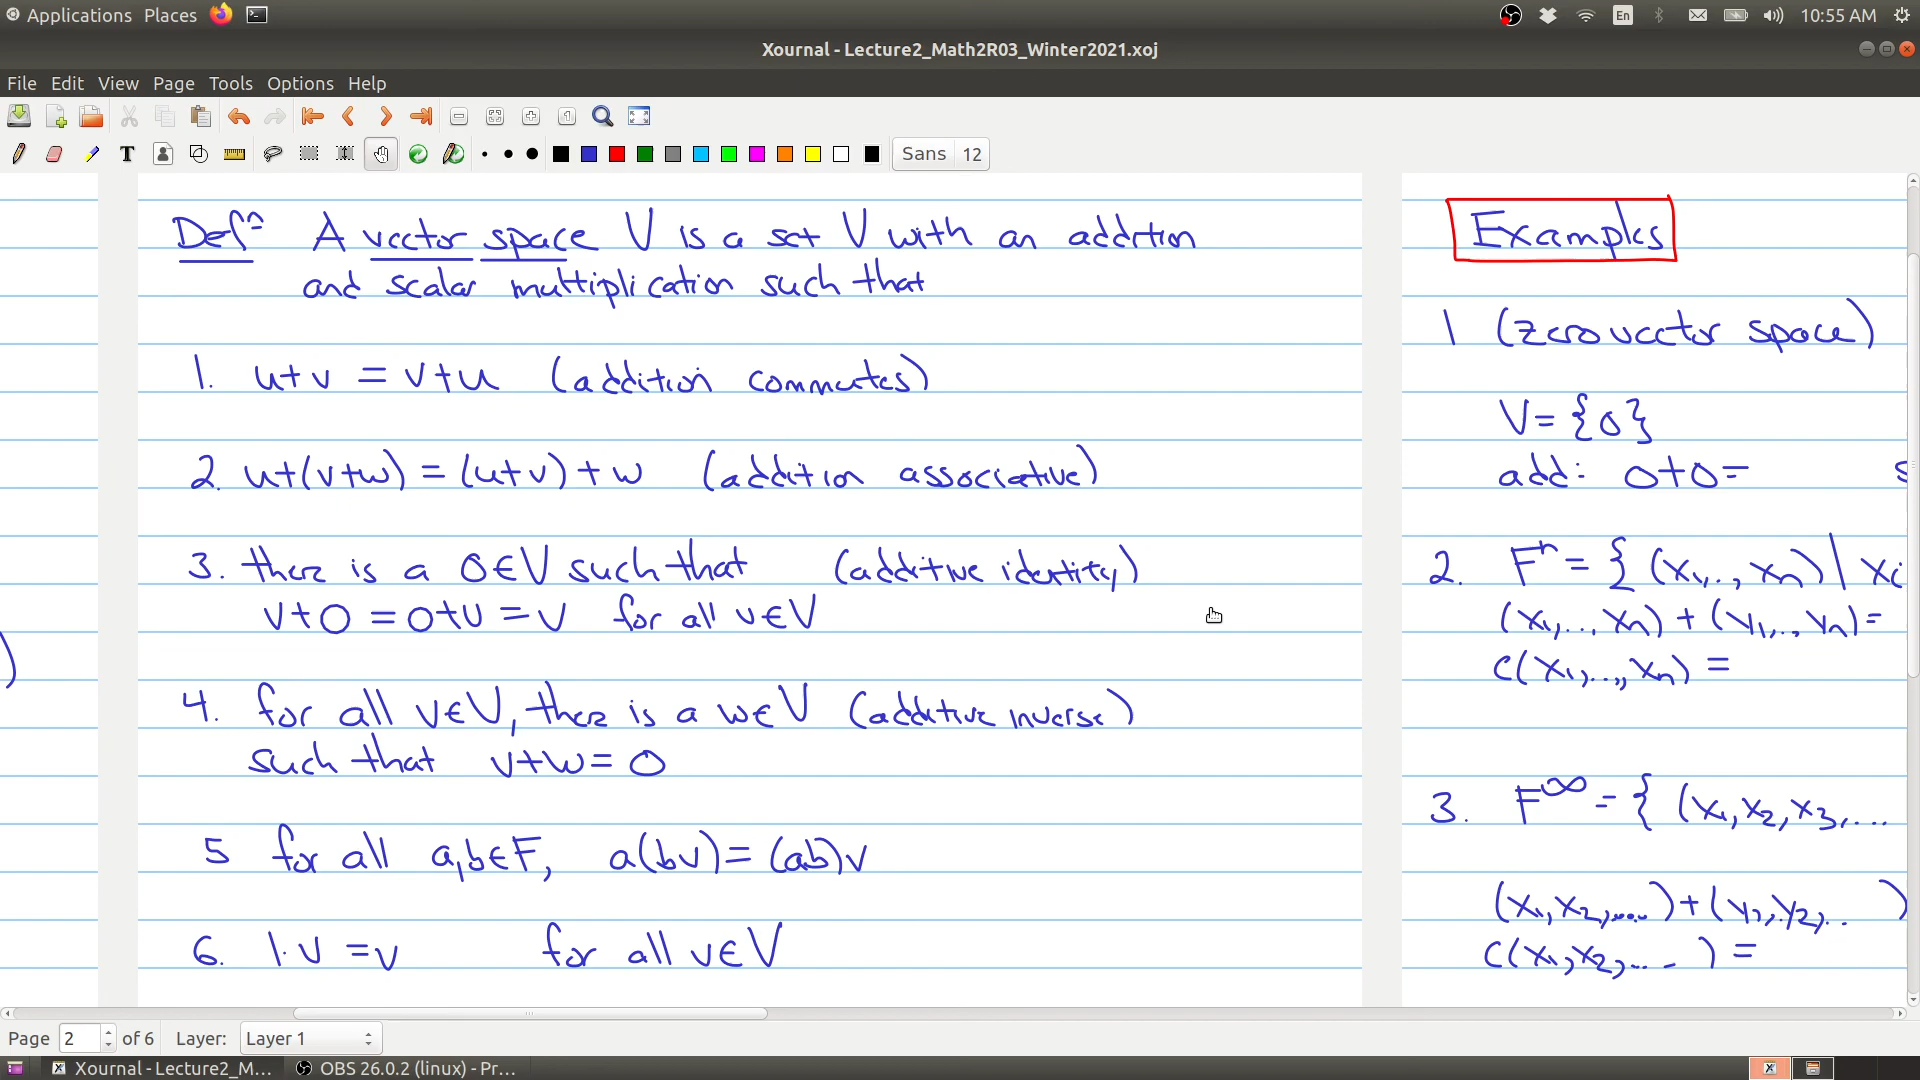 Applications Places En 10:55 AM
Xournal - Lecture2_Math2R03_Winter2021.xoj
File Edit View Page Tools Options Help
T Sans 12
Defⁿ A vector space V is a set V with an addition
and scalar multiplication such that
1. u+v = v+u (addition commutes)
2. u+(v+w) = (u+v)+w (addition associative)
3. there is a 0∈V such that (additive identity)
v+0 = 0+v = v for all v∈V
4. for all v∈V, there is a w∈V (additive inverse)
such that v+w = 0
5 for all a,b∈F, a(bv) = (ab)v
6. 1·v = v for all v∈V
)
Examples
1 (zero vector space)
V = {0}
add: 0+0= s
2. Fⁿ = { (x₁,..,xₙ) | xi
(x₁,..,xₙ) + (y₁,..,yₙ) =
c(x₁,..,xₙ) =
3. F^∞ = { (x₁,x₂,x₃,...
(x₁,x₂,....)+(y₁,y₂,.. )
c(x₁,x₂,... ) =
Page 2 of 6 Layer: Layer 1
Xournal - Lecture2_M... OBS 26.0.2 (linux) - Pr...